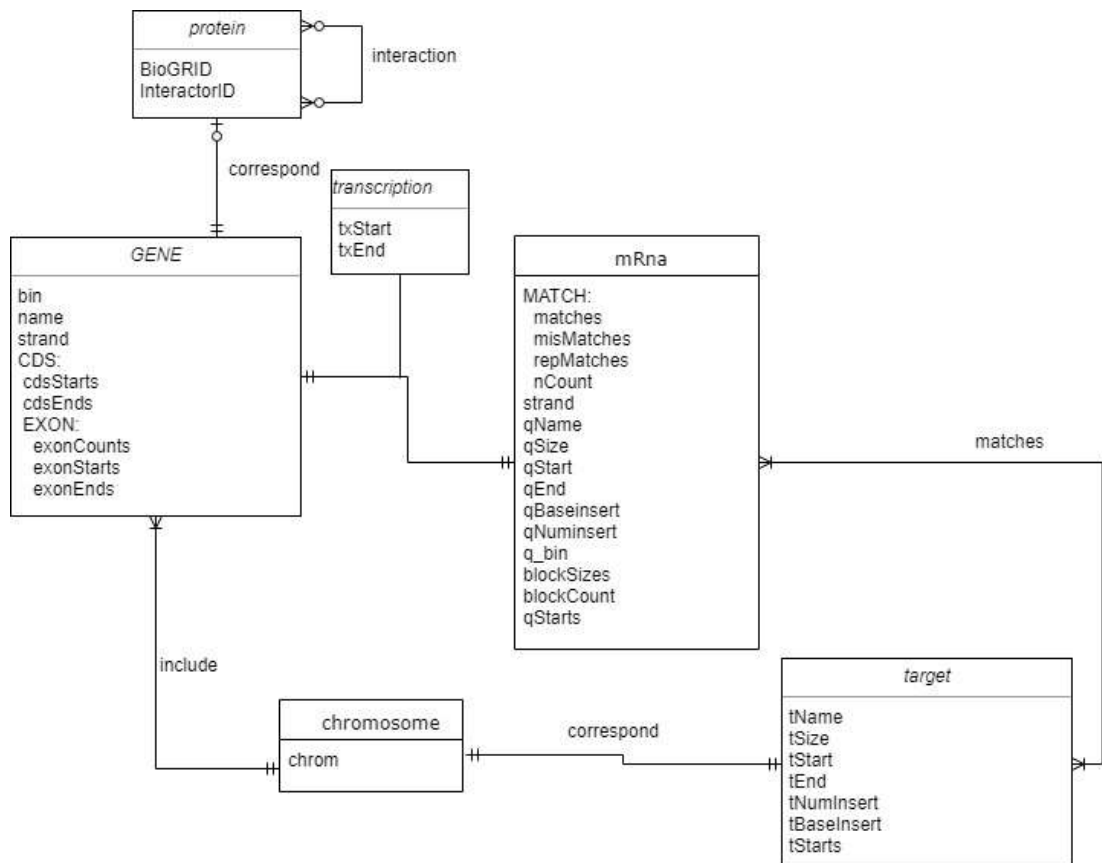 protein
BioGRID
InteractorID
interaction
correspond
transcription
txStart
txEnd
GENE
bin
name
strand
CDS:
cdsStarts
cdsEnds
EXON:
exonCounts
exonStarts
exonEnds
mRna
MATCH:
matches
misMatches
repMatches
nCount
strand
qName
qSize
qStart
qEnd
qBaseinsert
qNuminsert
q_bin
blockSizes
blockCount
qStarts
matches
include
chromosome
chrom
correspond
target
tName
tSize
tStart
tEnd
tNumInsert
tBaseInsert
tStarts